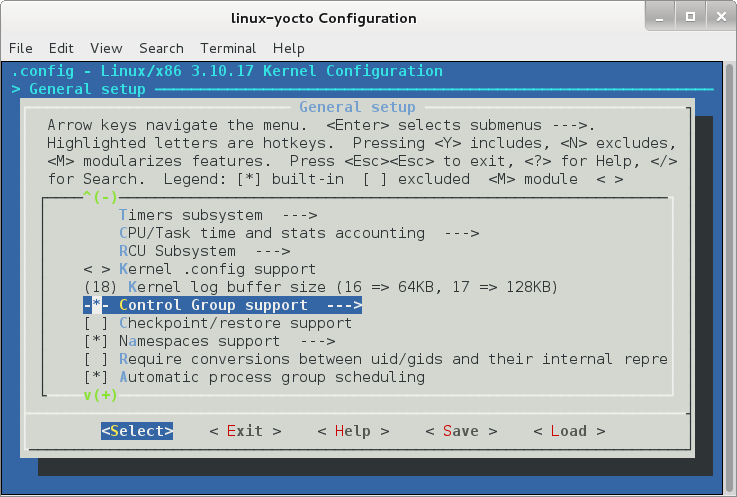 linux-yocto Configuration
File Edit View Search Terminal Help
.config - Linux/x86 3.10.17 Kernel Configuration
> General setup
General setup
Arrow keys navigate the menu.  <Enter> selects submenus --->.
Highlighted letters are hotkeys.  Pressing <Y> includes, <N> excludes,
<M> modularizes features.  Press <Esc><Esc> to exit, <?> for Help, </>
for Search.  Legend: [*] built-in  [ ] excluded  <M> module  < >
^(-)
Timers subsystem  --->
CPU/Task time and stats accounting  --->
RCU Subsystem  --->
< > Kernel .config support
(18) Kernel log buffer size (16 => 64KB, 17 => 128KB)
-*- Control Group support  --->
[ ] Checkpoint/restore support
[*] Namespaces support  --->
[ ] Require conversions between uid/gids and their internal repre
[*] Automatic process group scheduling
v(+)
<Select>    < Exit >    < Help >    < Save >    < Load >